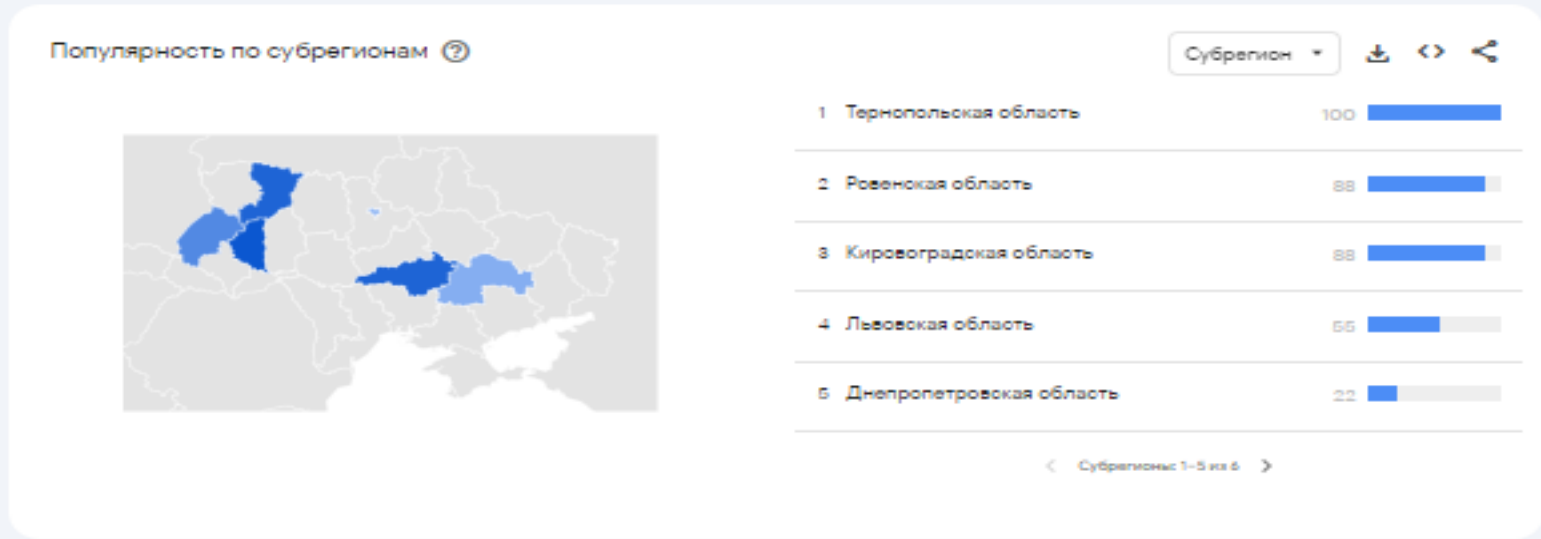 Популярность по субрегионам
Субрегион
1 Тернопольская область 100
2 Ровенская область 88
3 Кировоградская область 88
4 Львовская область 55
5 Днепропетровская область 22
Субрегионы: 1–5 из 6